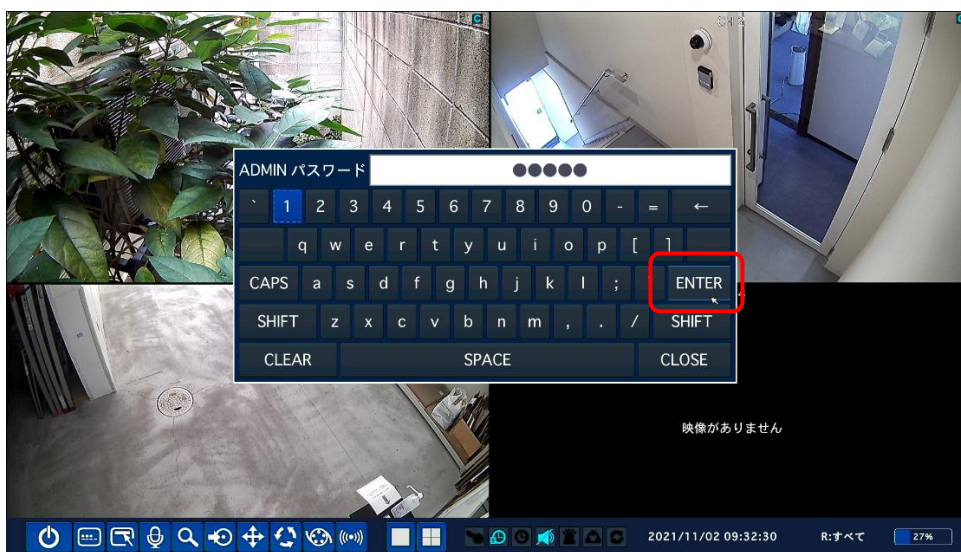 C
CH 2
C
ADMIN パスワード ●●●●●
` 1 2 3 4 5 6 7 8 9 0 - = ←
q w e r t y u i o p [ ]
CAPS a s d f g h j k l ; ENTER
SHIFT z x c v b n m , . / SHIFT
CLEAR SPACE CLOSE
映像がありません
2021/11/02 09:32:30 R:すべて 27%